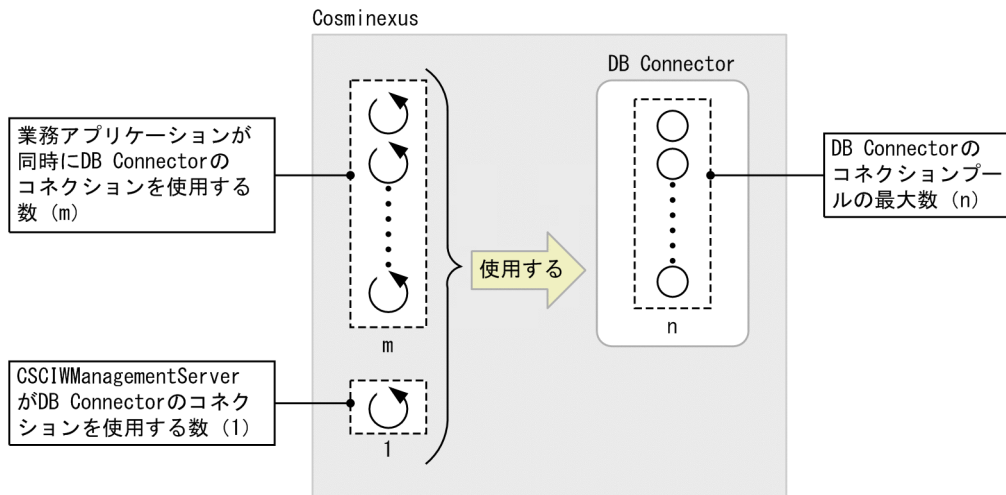 Cosminexus
DB Connector
業務アプリケーションが
同時にDB Connectorの
コネクションを使用する
数（m）
DB Connectorの
コネクションプー
ルの最大数（n）
使用する
m
n
CSCIWManagementServer
がDB Connectorのコネク
ションを使用する数（1）
1